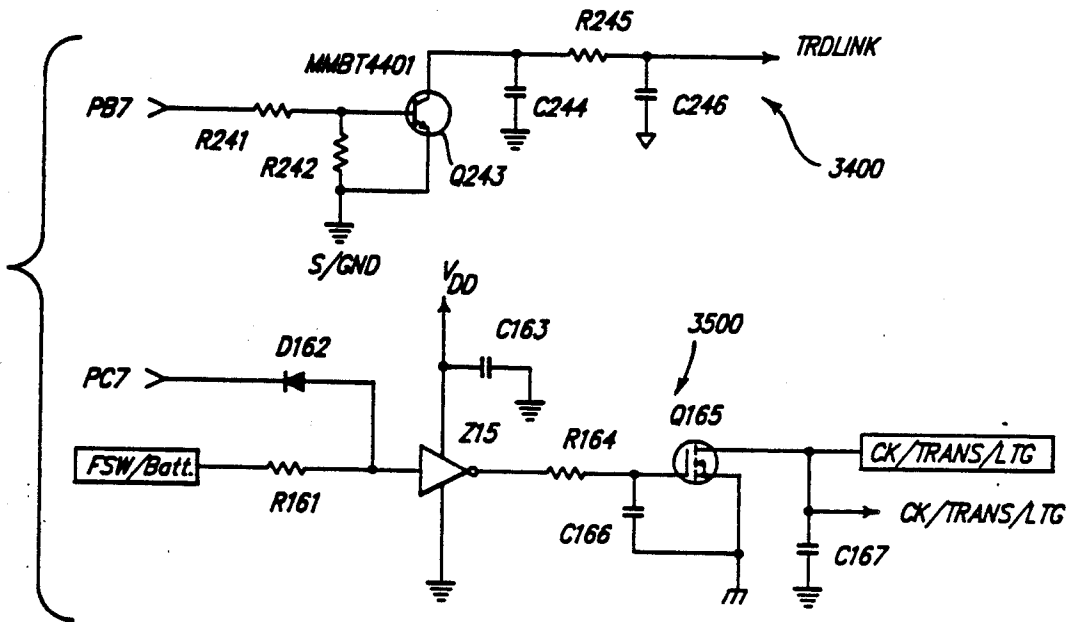 R245
TRDLINK
MMBT4401
PB7
C244
C246
R241
R242
Q243
3400
S/GND
VDD
C163
3500
D162
PC7
Q165
Z15
R164
FSW/Batt.
CK/TRANS/LTG
R161
CK/TRANS/LTG
C166
C167